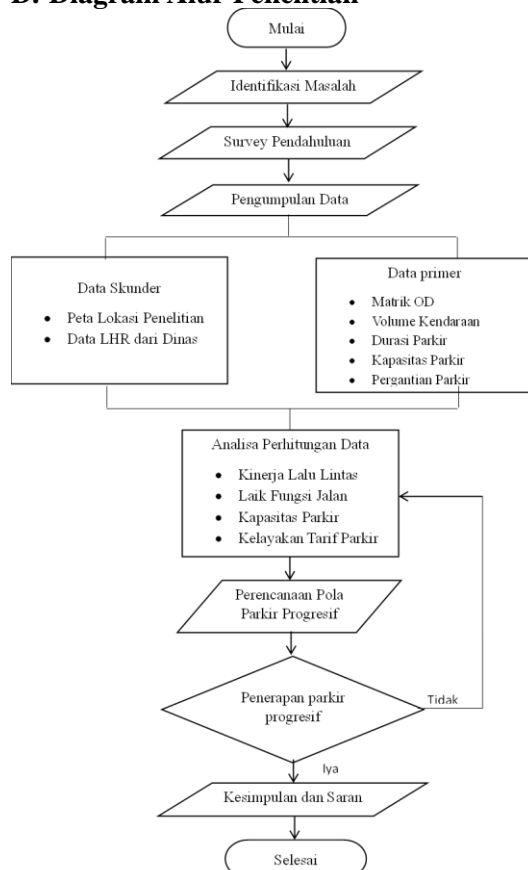 D. Diagram Alur Penelitian
Mulai
Identifikasi Masalah
Survey Pendahuluan
Pengumpulan Data
Data Skunder
• Peta Lokasi Penelitian
• Data LHR dari Dinas
Data primer
• Matrik OD
• Volume Kendaraan
• Durasi Parkir
• Kapasitas Parkir
• Pergantian Parkir
Analisa Perhitungan Data
• Kinerja Lalu Lintas
• Laik Fungsi Jalan
• Kapasitas Parkir
• Kelayakan Tarif Parkir
Perencanaan Pola
Parkir Progresif
Penerapan parkir
progresif
Tidak
Iya
Kesimpulan dan Saran
Selesai